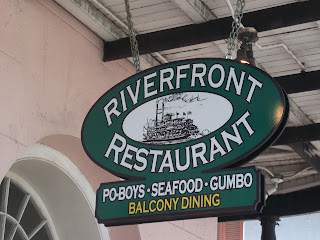 RIVERFRONT
RESTAURANT
PO-BOYS • SEAFOOD • GUMBO
BALCONY DINING